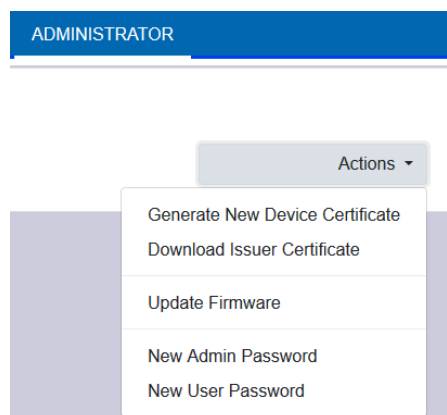 ADMINISTRATOR
Actions
Generate New Device Certificate
Download Issuer Certificate
Update Firmware
New Admin Password
New User Password